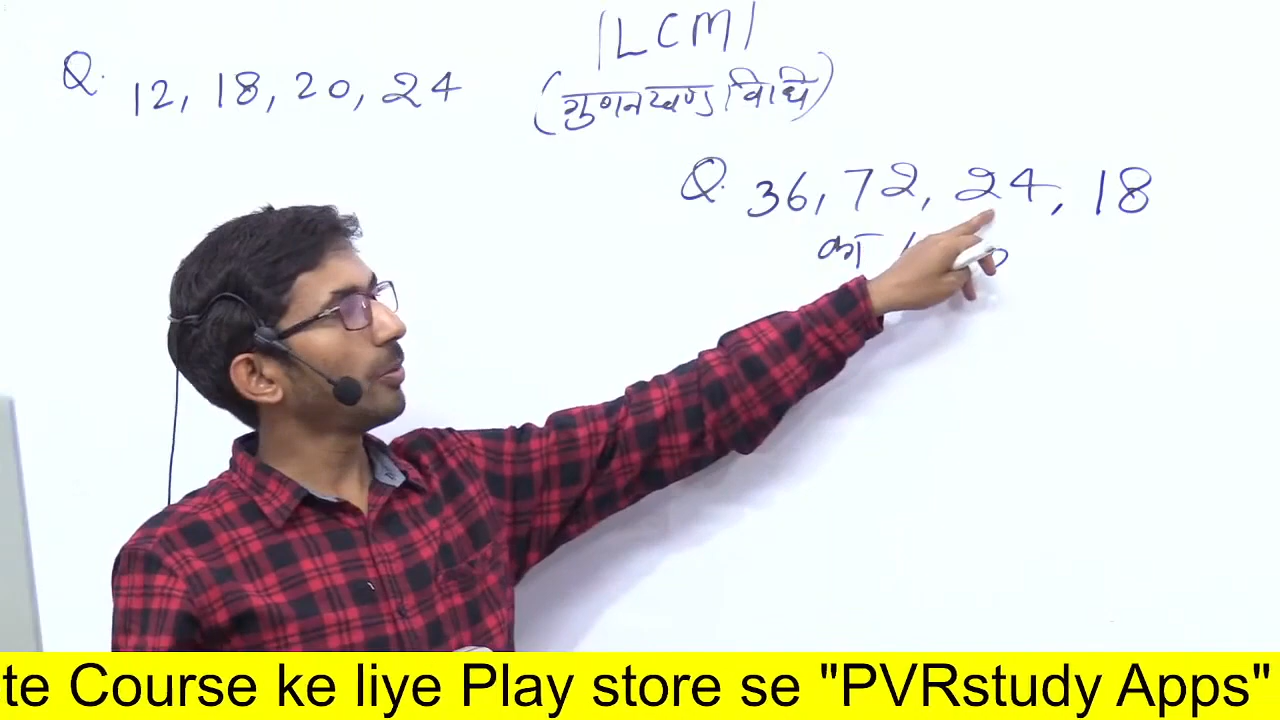 |LCM|
Q. 12, 18, 20, 24
(गुणनखण्ड विधि)
Q. 36, 72, 24, 18
का
te Course ke liye Play store se "PVRstudy Apps"